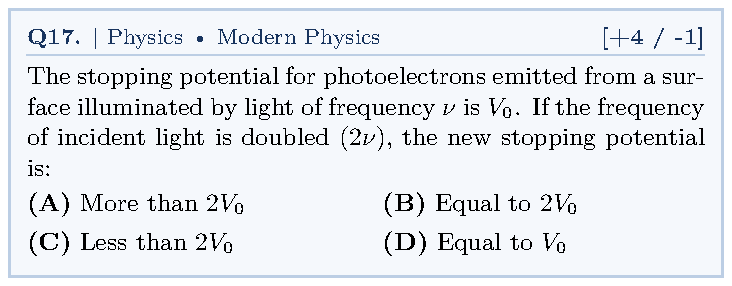 Q17. | Physics • Modern Physics [+4 / -1]
The stopping potential for photoelectrons emitted from a sur-
face illuminated by light of frequency ν is V₀. If the frequency
of incident light is doubled (2ν), the new stopping potential
is:
(A) More than 2V₀ (B) Equal to 2V₀
(C) Less than 2V₀ (D) Equal to V₀